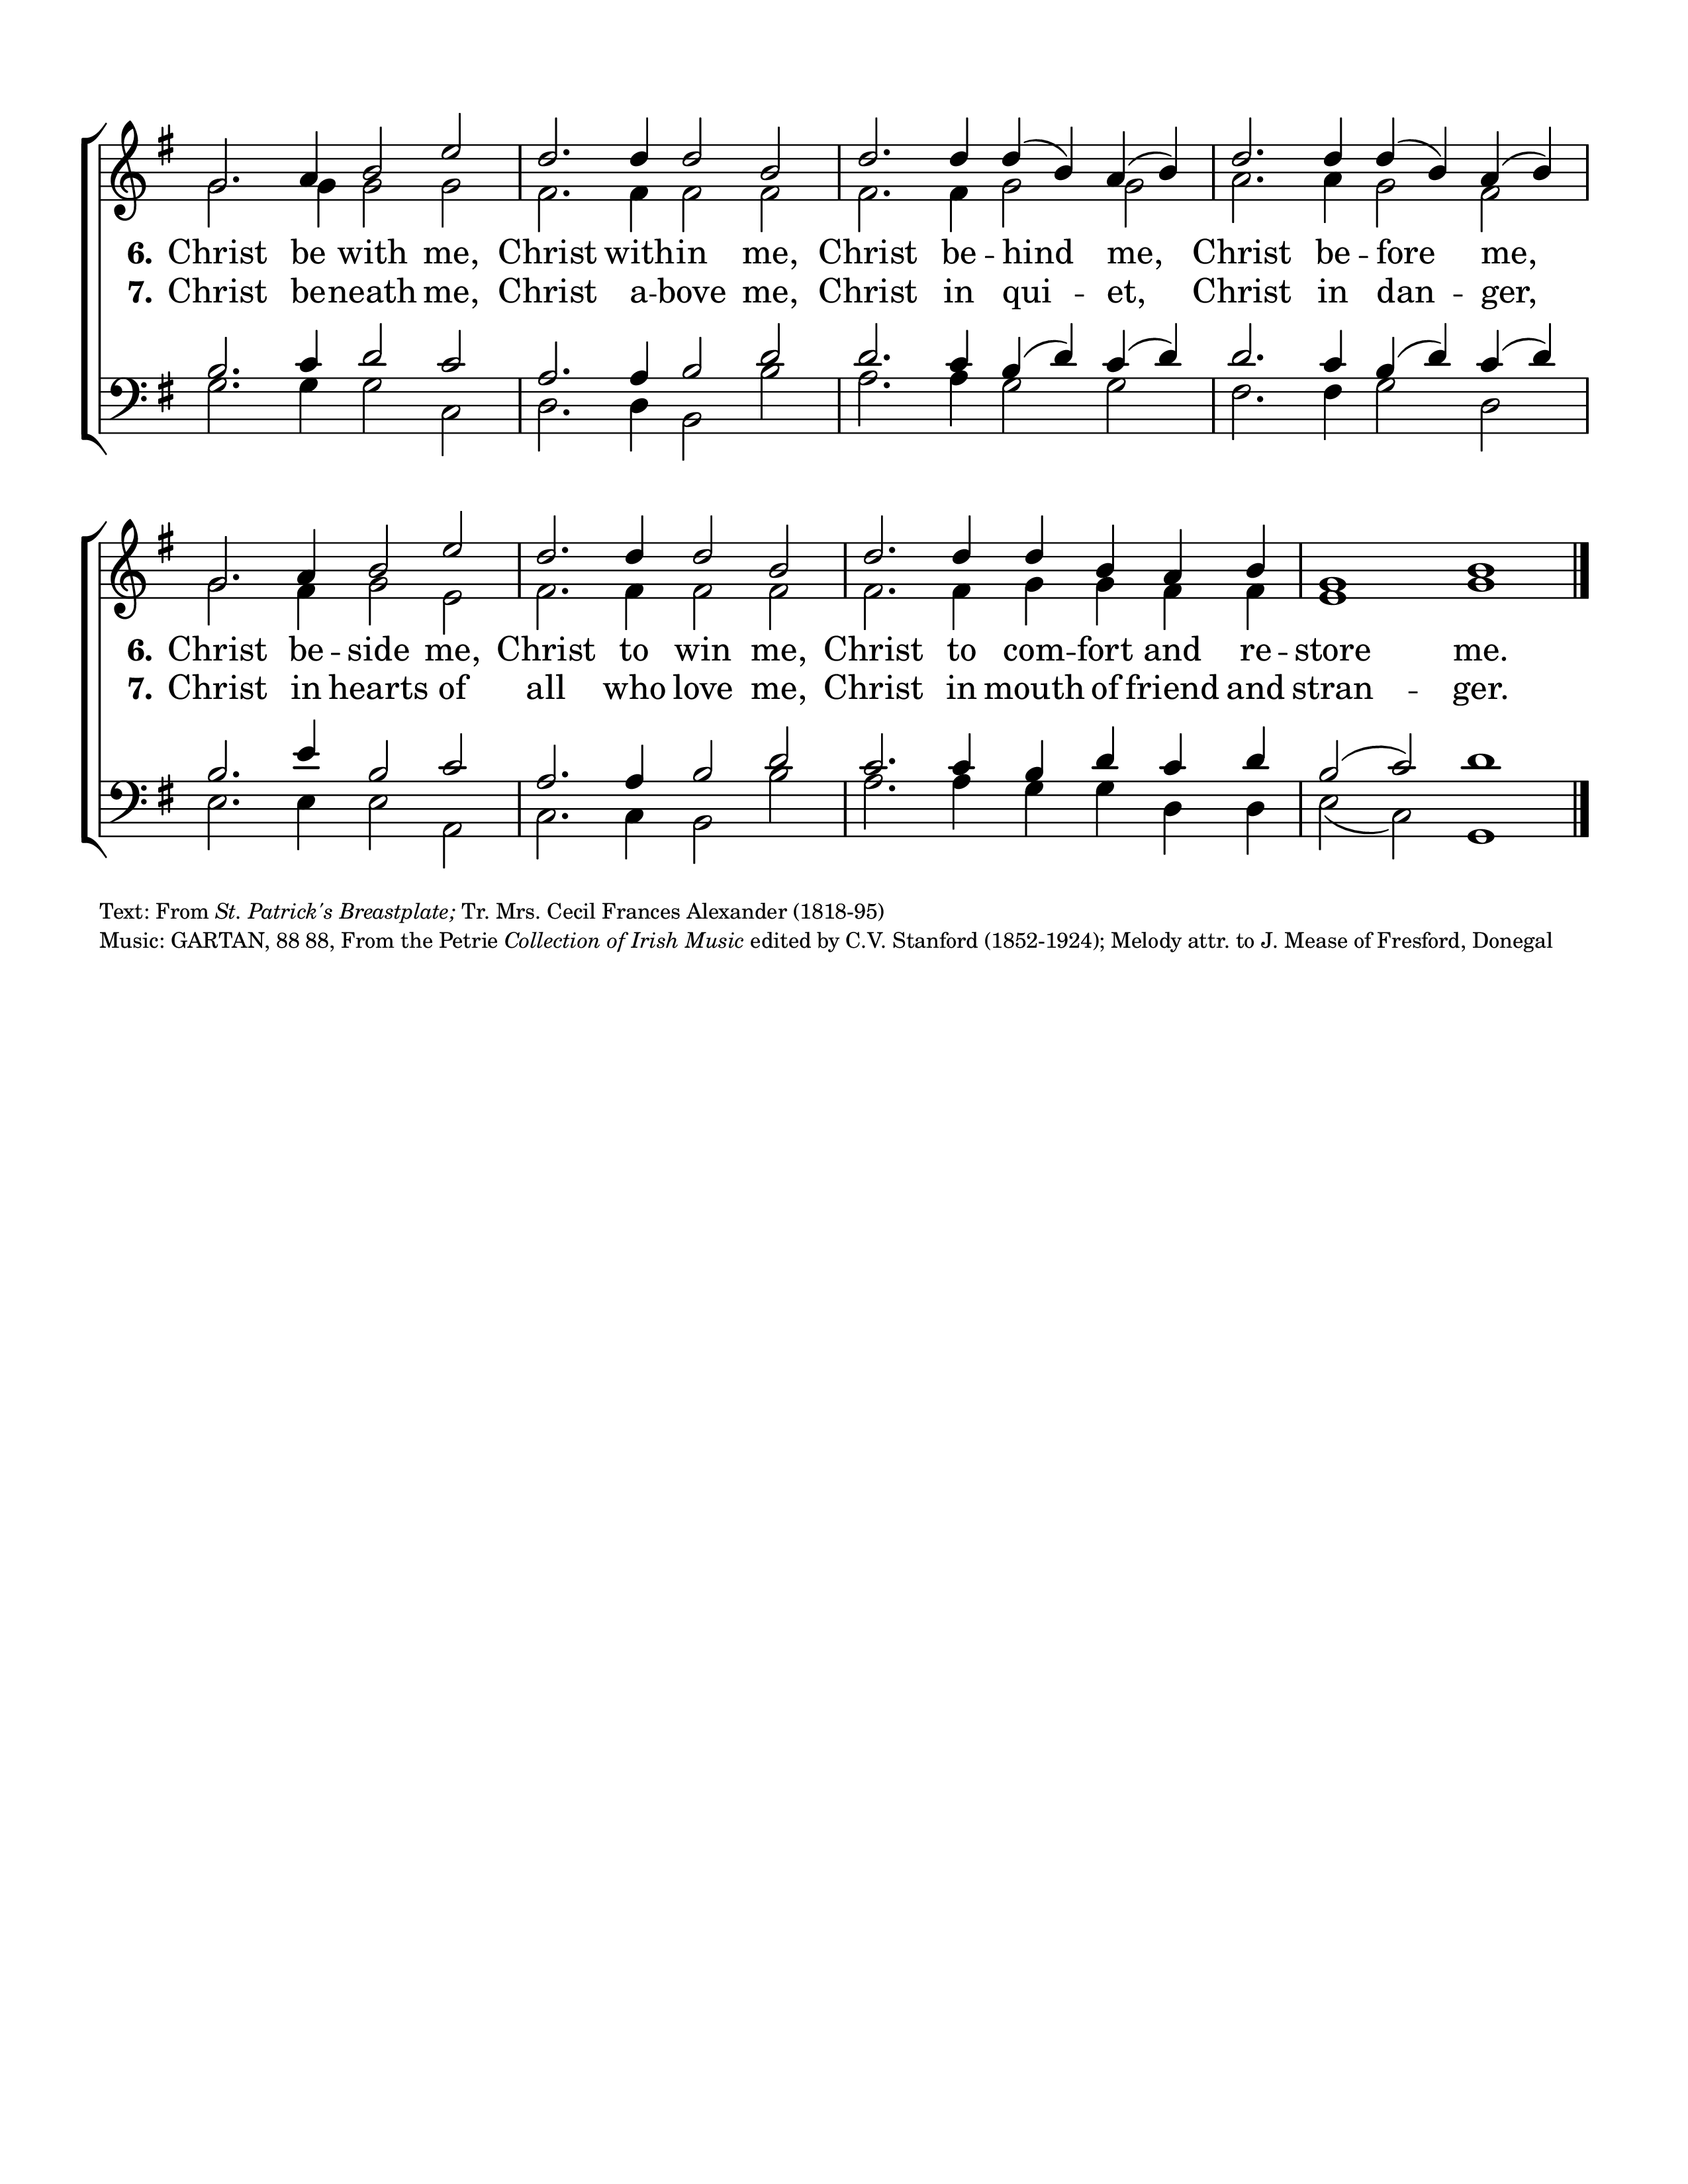 6. Christ be with me, Christ within me, Christ be -- hind me, Christ be -- fore me,
7. Christ beneath me, Christ a -- bove me, Christ in qui -- et, Christ in dan -- ger,
6. Christ be -- side me, Christ to win me, Christ to com -- fort and re -- store me.
7. Christ in hearts of all who love me, Christ in mouth of friend and stran -- ger.
Text: From St. Patrick's Breastplate; Tr. Mrs. Cecil Frances Alexander (1818-95)
Music: GARTAN, 88 88, From the Petrie Collection of Irish Music edited by C.V. Stanford (1852-1924); Melody attr. to J. Mease of Fresford, Donegal